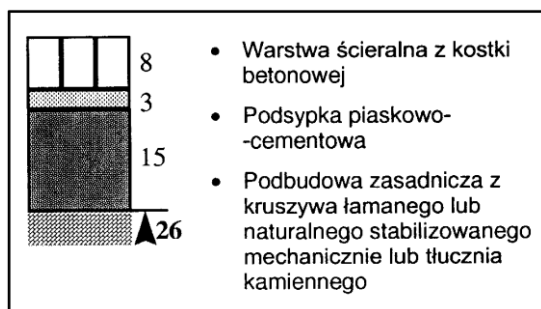 8
3
15
26
• Warstwa ścieralna z kostki
betonowej
• Podsypka piaskowo-
-cementowa
• Podbudowa zasadnicza z
kruszywa łamanego lub
naturalnego stabilizowanego
mechanicznie lub tłucznia
kamiennego